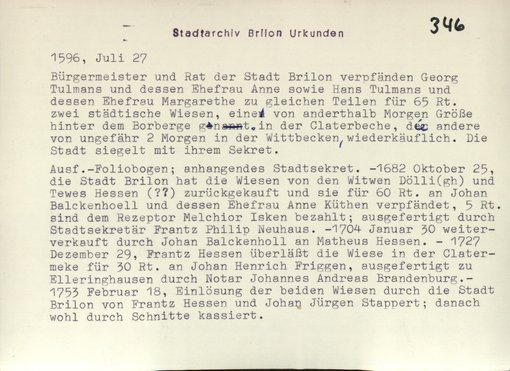 Stadtarchiv Brilon Urkunden
346
1596, Juli 27
Bürgermeister und Rat der Stadt Brilon verpfänden Georg
Tulmans und dessen Ehefrau Anne sowie Hans Tulmans und
dessen Ehefrau Margarethe zu gleichen Teilen für 65 Rt.
zwei städtische Wiesen, eine von anderthalb Morgen Größe
hinter dem Borberge in der Claterbeche, die andere
von ungefähr 2 Morgen in der Wittbecken, wiederkäuflich. Die
Stadt siegelt mit ihrem Sekret.
Ausf.-Foliobogen; anhangendes Stadtsekret. -1682 Oktober 25,
die Stadt Brilon hat die Wiesen von den Witwen Dölli(gh) und
Tewes Hessen (??) zurückgekauft und sie für 60 Rt. an Johan
Balckenhoell und dessen Ehefrau Anne Küthen verpfändet, 5 Rt.
sind dem Rezeptor Melchior Isken bezahlt; ausgefertigt durch
Stadtsekretär Frantz Philip Neuhaus. -1704 Januar 30 weiter-
verkauft durch Johan Balckenholl an Matheus Hessen. - 1727
Dezember 29, Frantz Hessen überläßt die Wiese in der Clater-
meke für 30 Rt. an Johan Henrich Friggen, ausgefertigt zu
Elleringhausen durch Notar Johannes Andreas Brandenburg.-
1753 Februar 18, Einlösung der beiden Wiesen durch die Stadt
Brilon von Frantz Hessen und Johan Jürgen Stappert; danach
wohl durch Schnitte kassiert.